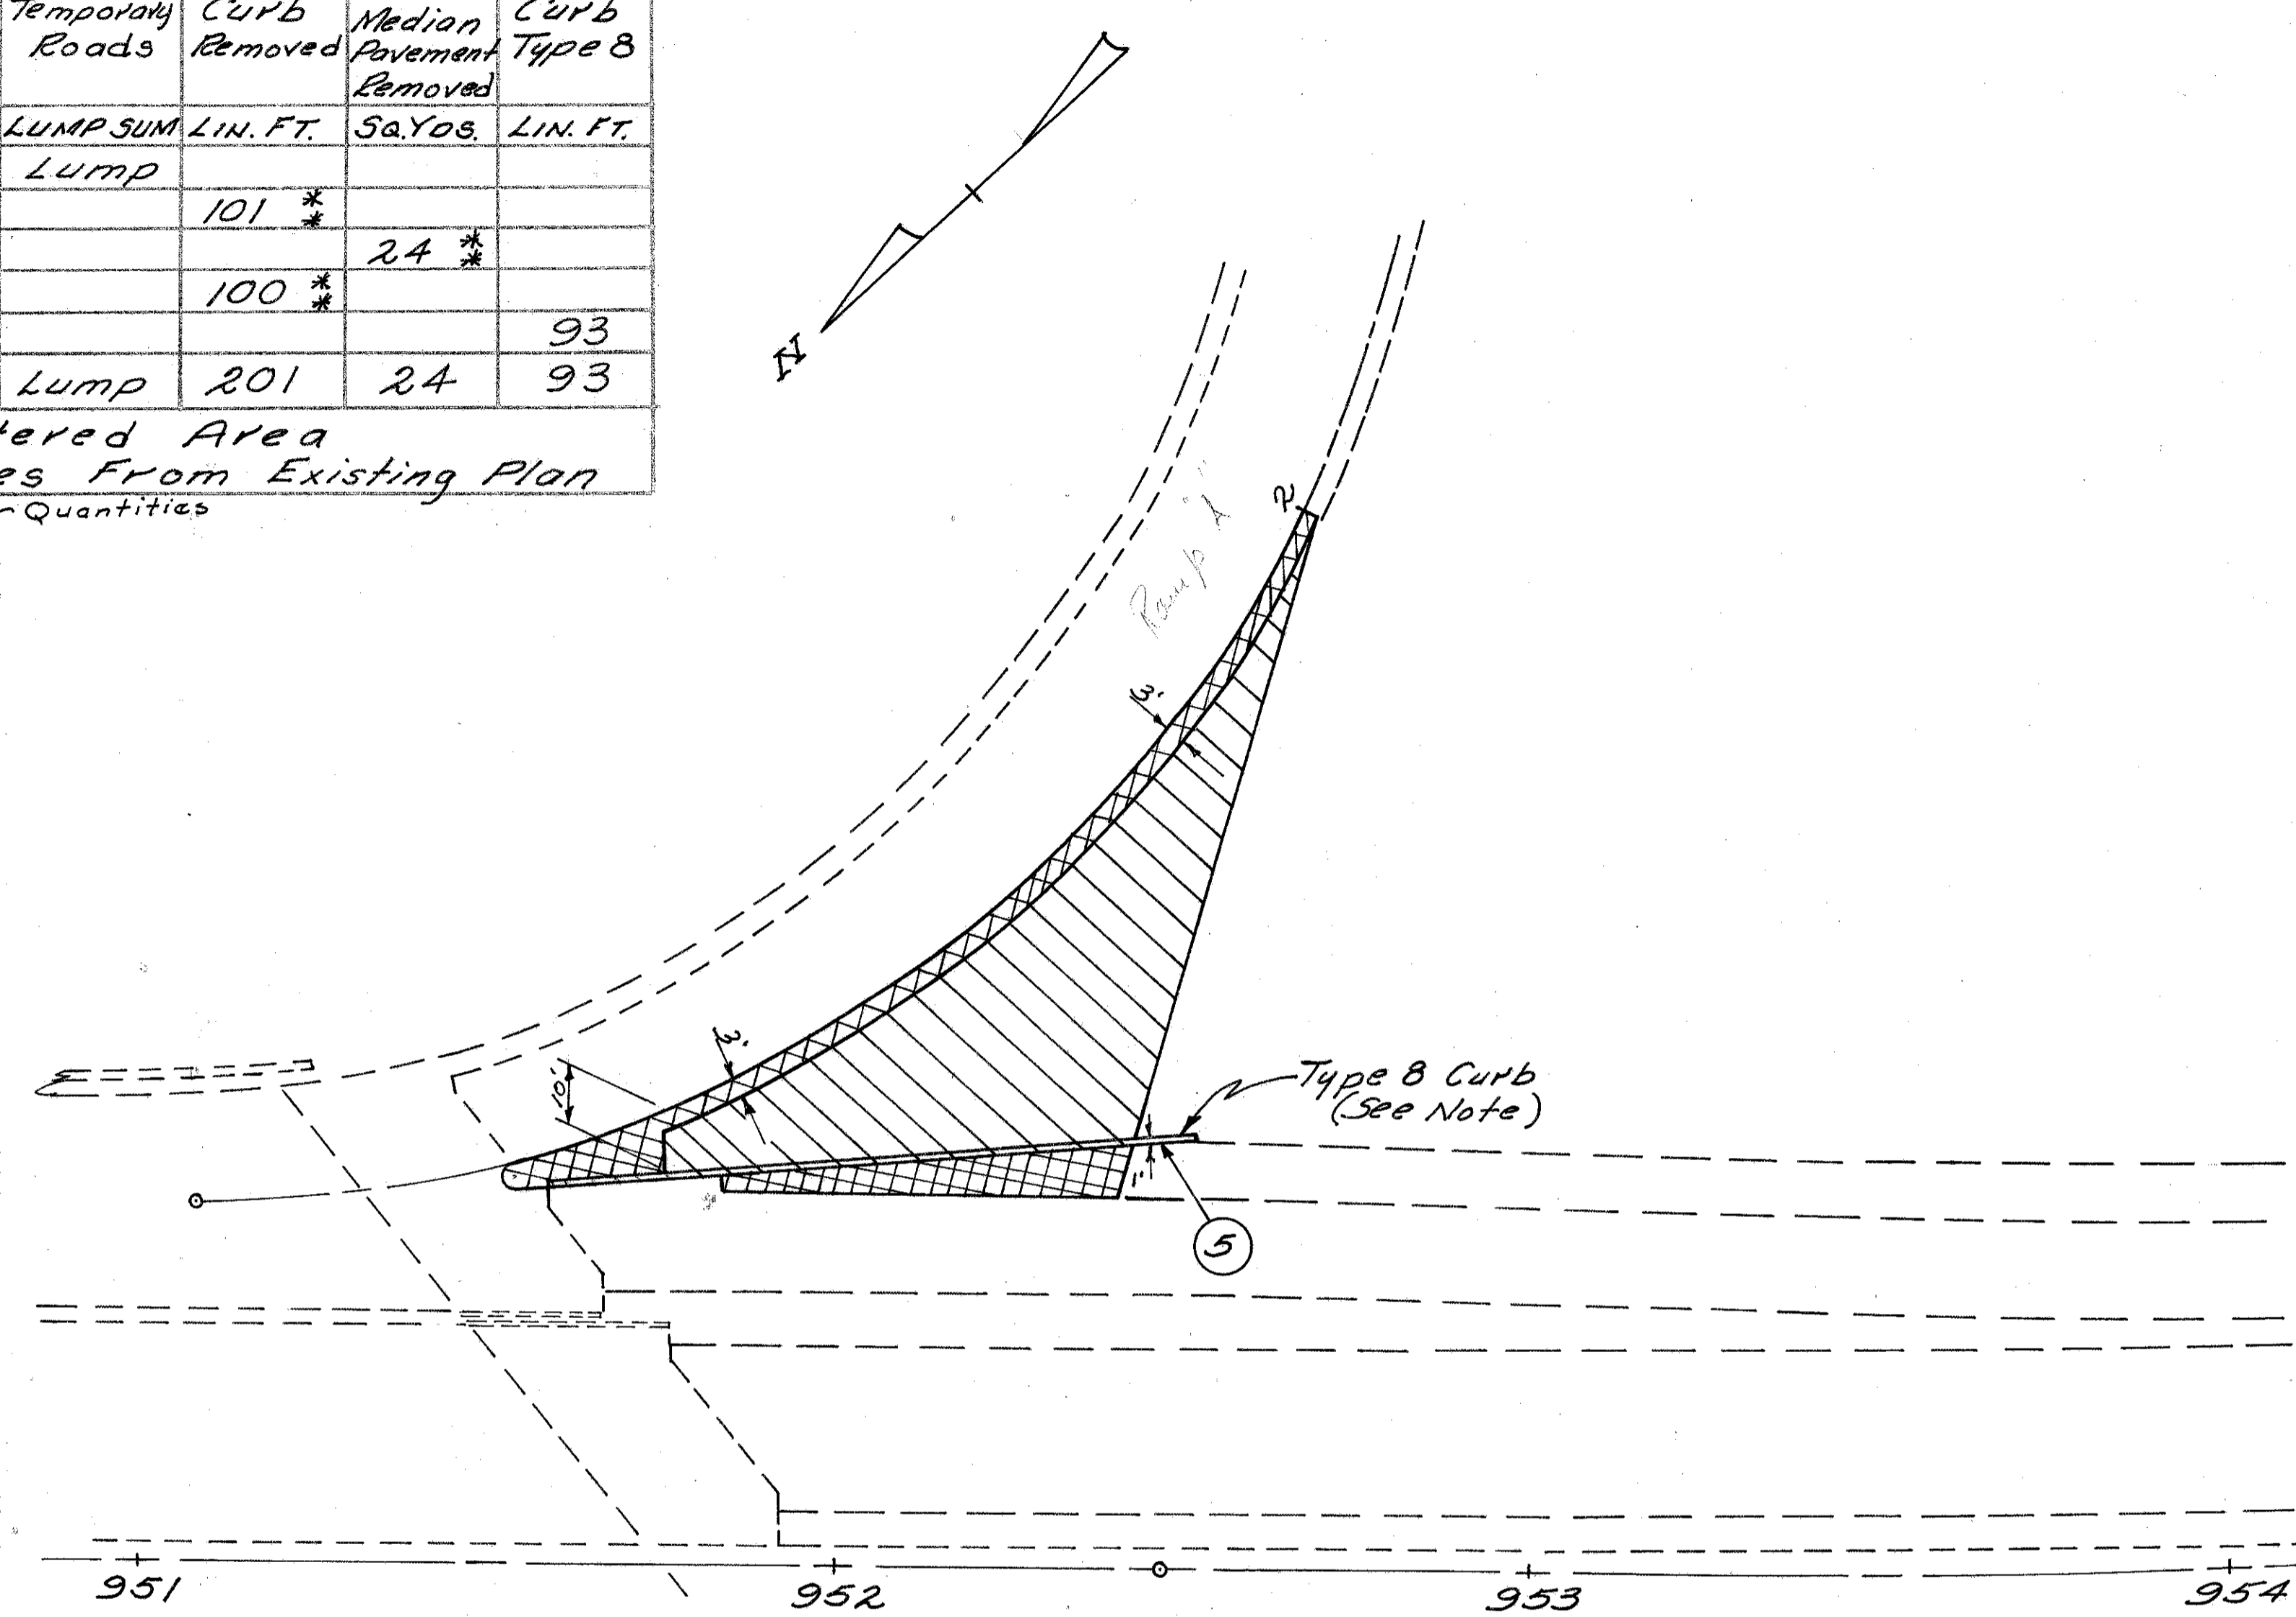 Temporary Roads | Curb Removed | Median Pavement Removed | Curb Type 8
LUMP SUM | LIN. FT. | SQ.YDS. | LIN. FT.
Lump
101 **
24 **
100 **
93
Lump | 201 | 24 | 93
tered Area
es From Existing Plan
Quantities
N
Ramp
R
3'
3'
10'
Type 8 Curb
(See Note)
1'
5
951 952 953 954